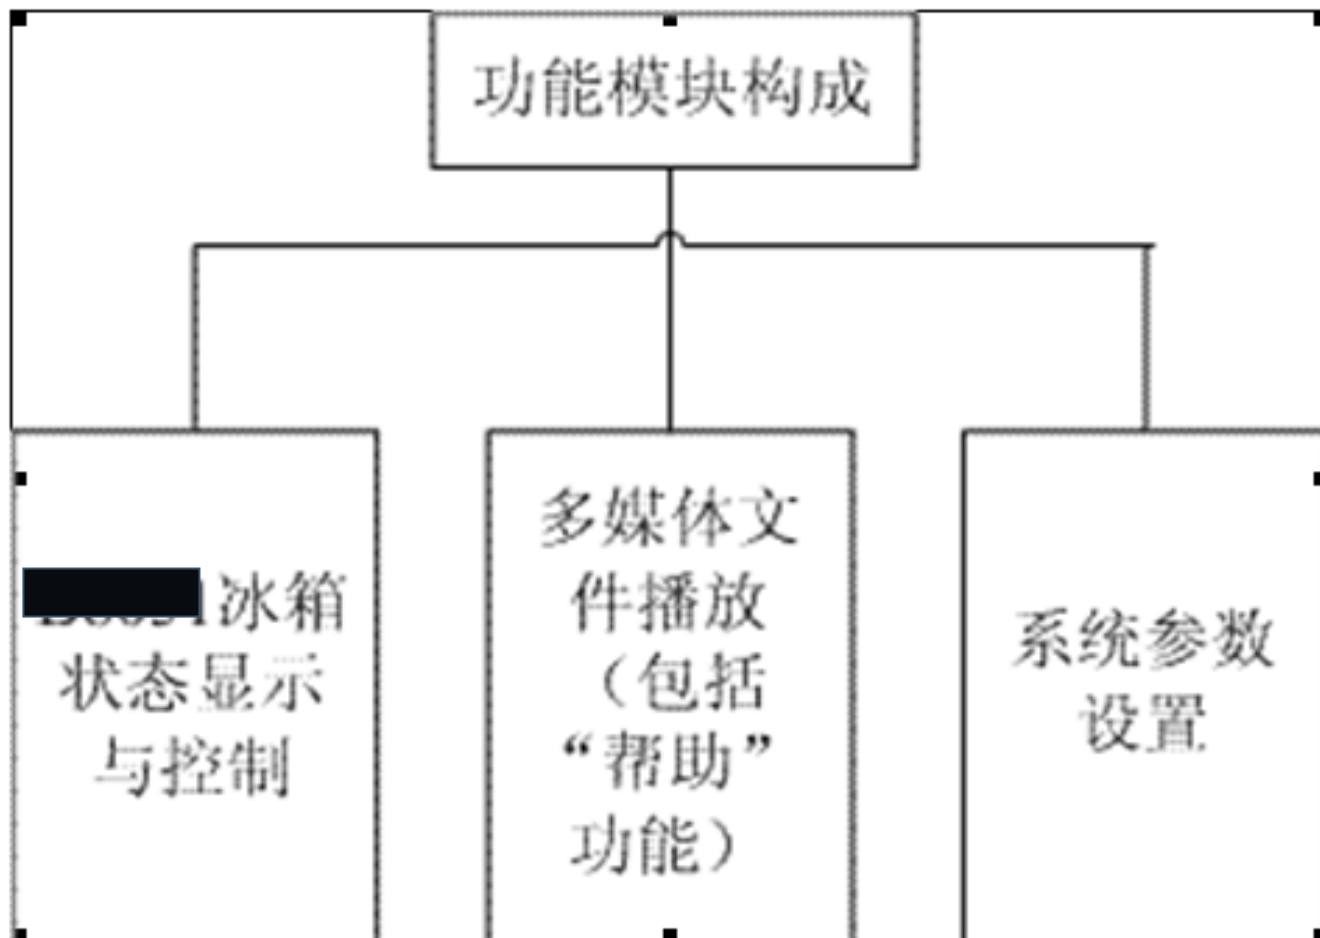 功能模块构成
冰箱
状态显示
与控制
多媒体文
件播放
（包括
“帮助”
功能）
系统参数
设置